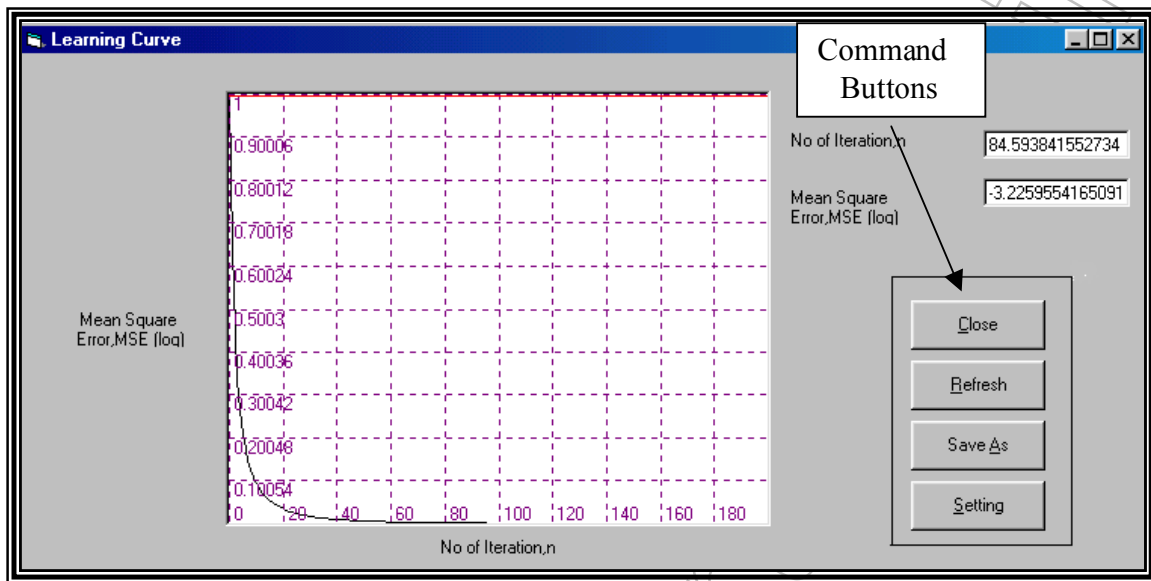 Learning Curve
Command
Buttons
1
0.90006
0.80012
0.70018
0.60024
0.5003
0.40036
0.30042
0.20048
0.10054
0 20 40 60 80 100 120 140 160 180
Mean Square
Error,MSE (log)
No of Iteration,n
No of Iteration,n 84.593841552734
Mean Square -3.2259554165091
Error,MSE (log)
Close
Refresh
Save As
Setting